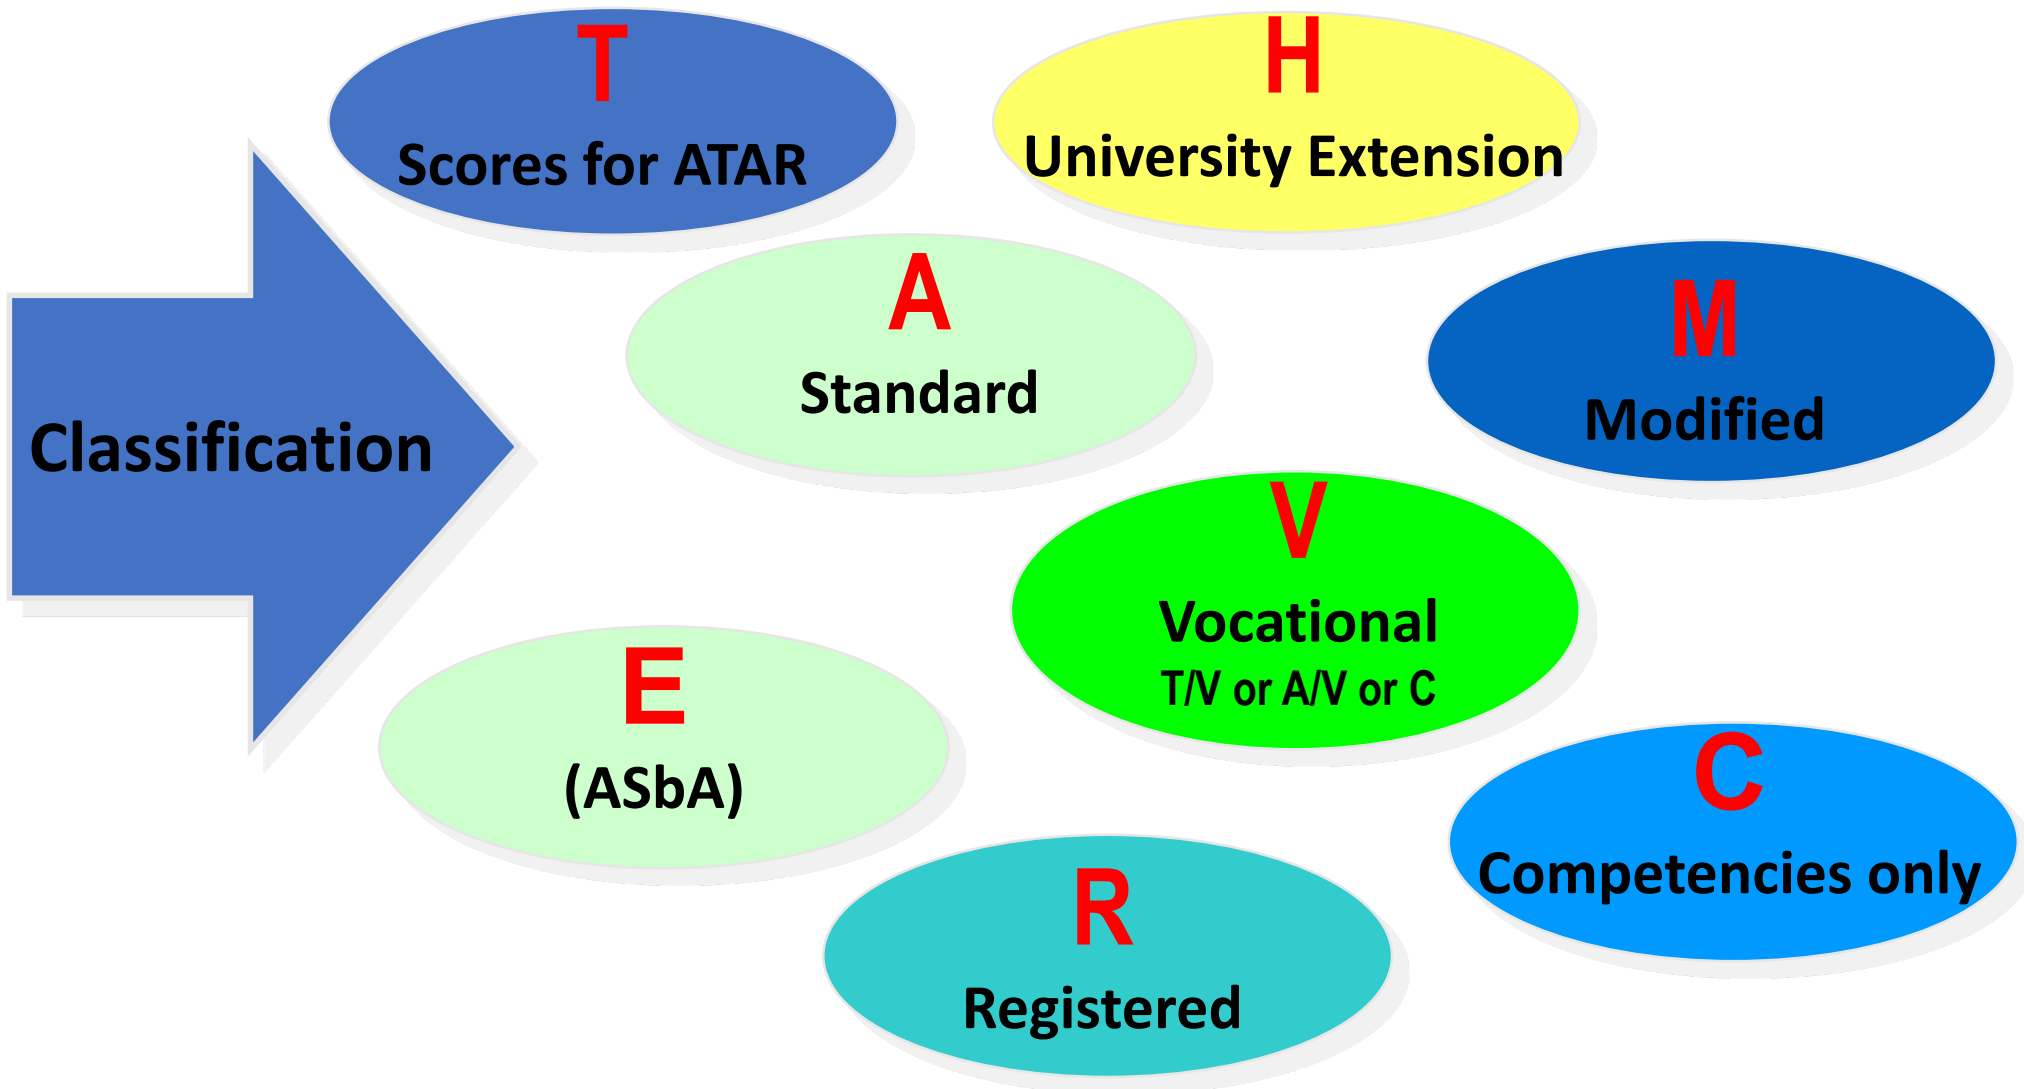 T
Scores for ATAR
H
University Extension
A
Standard
M
Modified
Classification
V
Vocational
T/V or A/V or C
E
(ASbA)
C
Competencies only
R
Registered